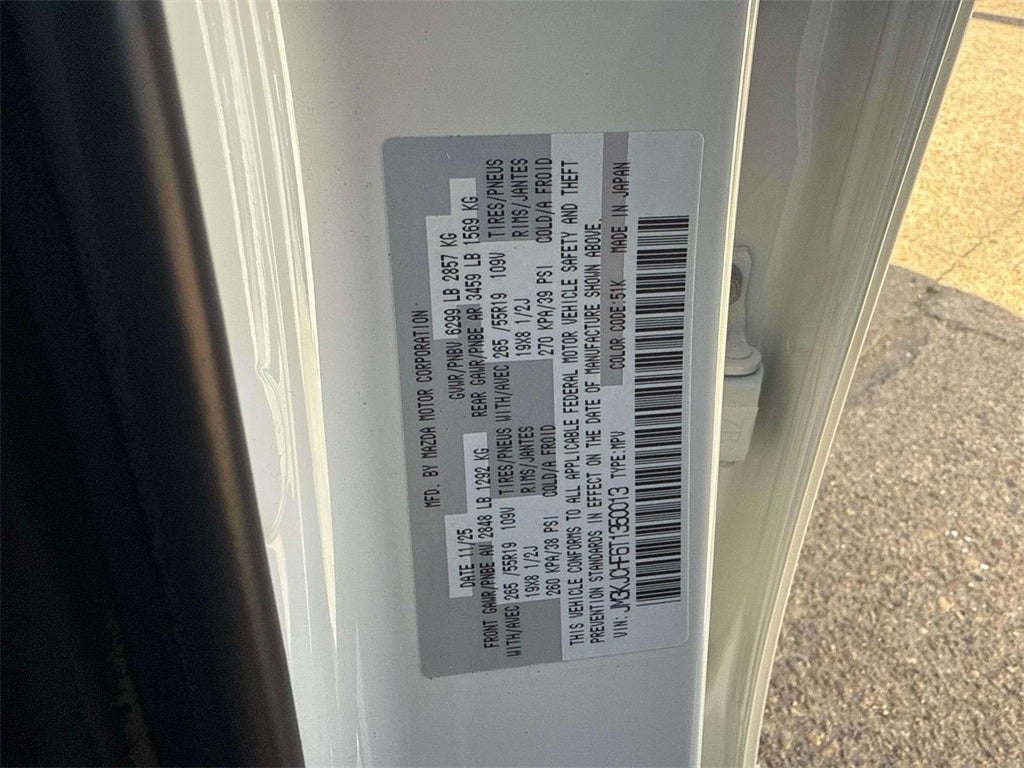 MFD. BY MAZDA MOTOR CORPORATION
DATE 11/25 GVWR/PNBV 6299 LB 2857 KG
FRONT GAWR/PNBE AV 2848 LB 1292 KG REAR GAWR/PNBE AR 3459 LB 1569 KG
WITH/AVEC 265 /55R19 109V TIRES/PNEUS WITH/AVEC 265 /55R19 109V TIRES/PNEUS
19X8 1/2J RIMS/JANTES 19X8 1/2J RIMS/JANTES
260 KPA/38 PSI COLD/A FROID 270 KPA/39 PSI COLD/A FROID
THIS VEHICLE CONFORMS TO ALL APPLICABLE FEDERAL MOTOR VEHICLE SAFETY AND THEFT
PREVENTION STANDARDS IN EFFECT ON THE DATE OF MANUFACTURE SHOWN ABOVE.
VIN: JM3KJCHF6T1350013 TYPE:MPV COLOR CODE:51K MADE IN JAPAN